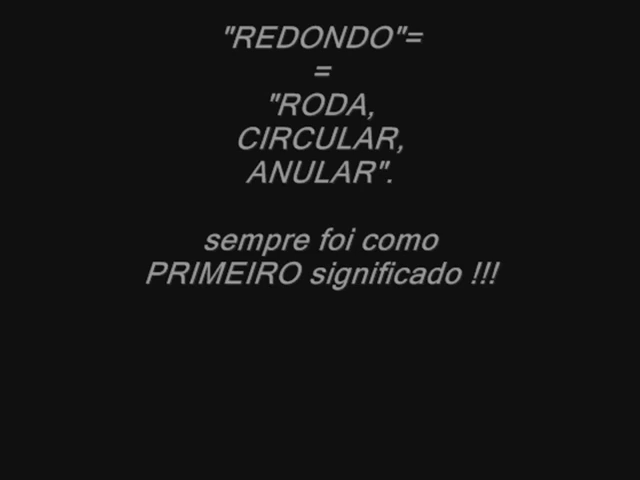 "REDONDO"=
=
"RODA,
CIRCULAR,
ANULAR".
sempre foi como
PRIMEIRO significado !!!